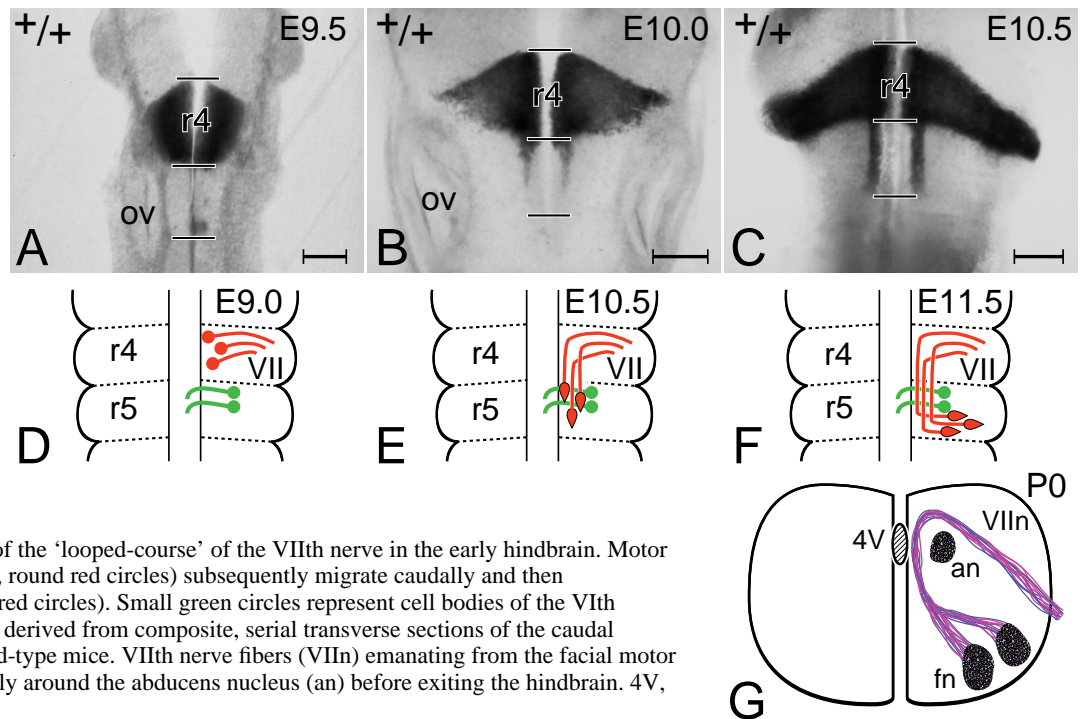 +/+ E9.5
r4
ov
A
+/+ E10.0
r4
ov
B
+/+ E10.5
r4
C
E9.0
r4 VII
r5
D
E10.5
r4 VII
r5
E
E11.5
r4 VII
r5
F
P0
4V VIIn
an
fn
G
of the ‘looped-course’ of the VIIth nerve in the early hindbrain. Motor
, round red circles) subsequently migrate caudally and then
red circles). Small green circles represent cell bodies of the VIth
derived from composite, serial transverse sections of the caudal
d-type mice. VIIth nerve fibers (VIIn) emanating from the facial motor
ly around the abducens nucleus (an) before exiting the hindbrain. 4V,